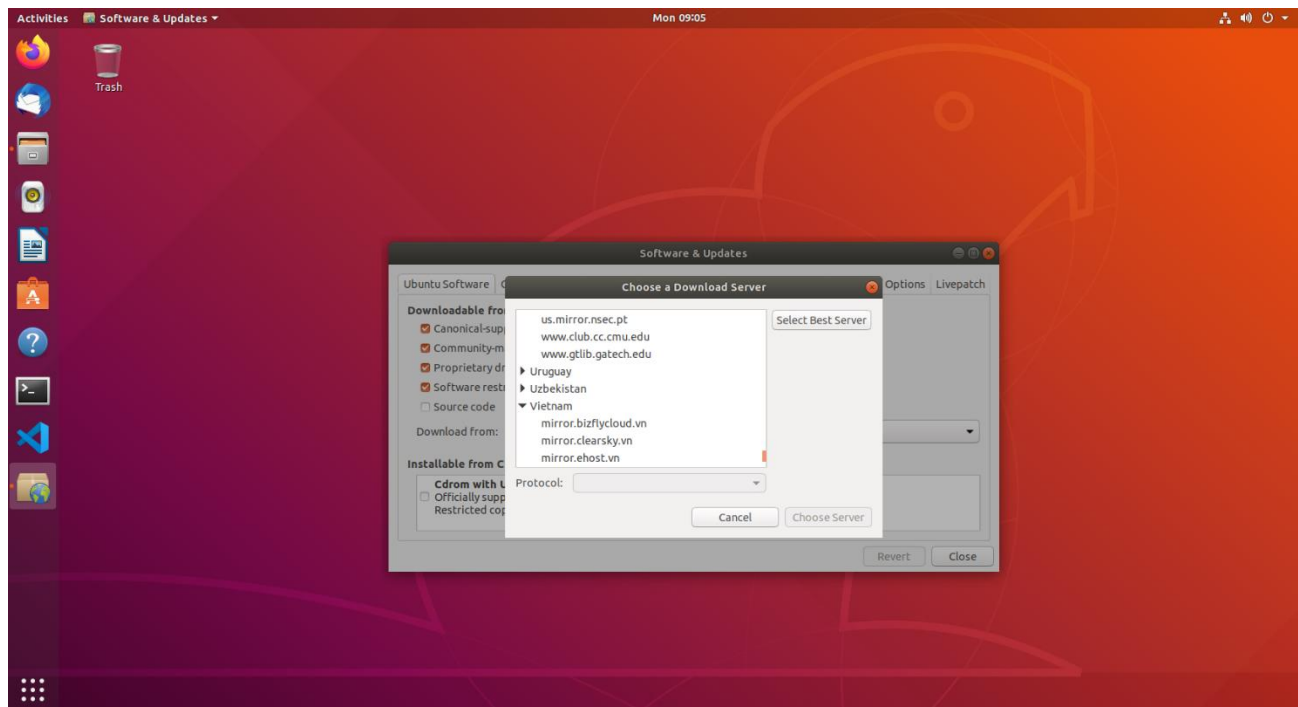 Activities Software & Updates Mon 09:05
Trash
Software & Updates
Ubuntu Software Options Livepatch
Choose a Download Server
Downloadable fro
Canonical-sup
Community-m
Proprietary dr
Software rest
Source code
Download from:
Installable from C
Cdrom with U
Officially supp
Restricted cop
us.mirror.nsec.pt
www.club.cc.cmu.edu
www.gtlib.gatech.edu
Uruguay
Uzbekistan
Vietnam
mirror.bizflycloud.vn
mirror.clearsky.vn
mirror.ehost.vn
Select Best Server
Protocol:
Cancel Choose Server
Revert Close